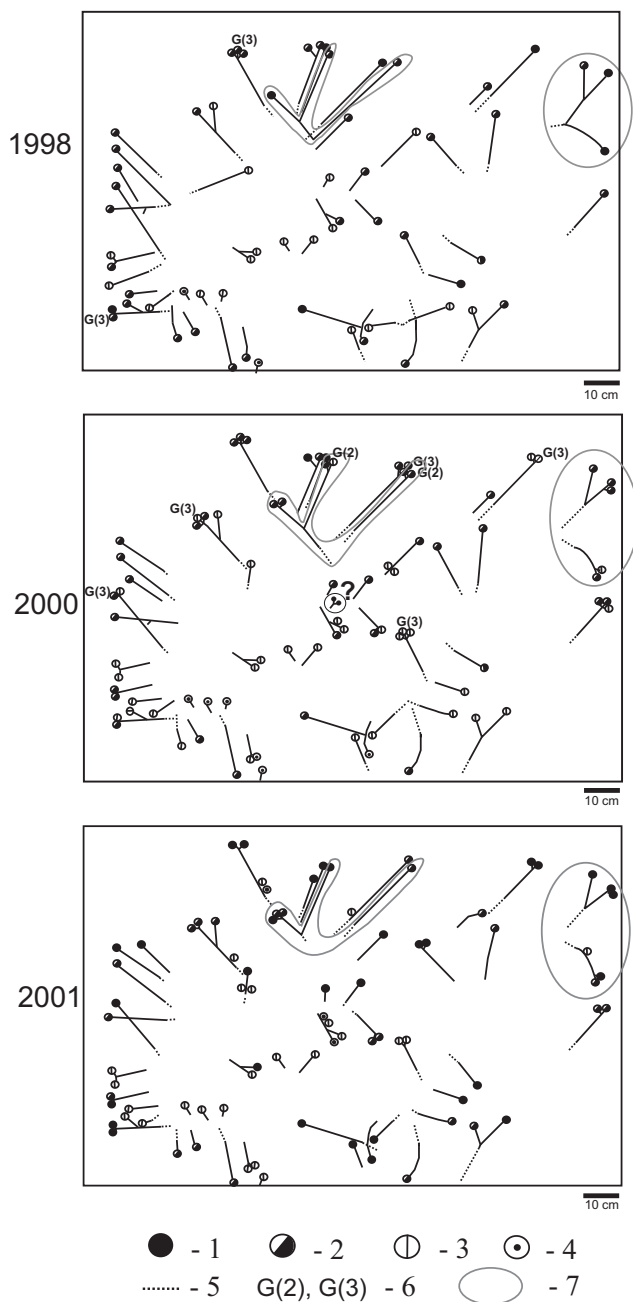 G(3)
1998
G(3)
10 cm
G(2)
G(3)
G(3)
G(2)
G(3)
G(3)
?
2000
G(3)
10 cm
2001
10 cm
- 1 - 2 - 3 - 4
- 5 G(2), G(3) - 6 - 7